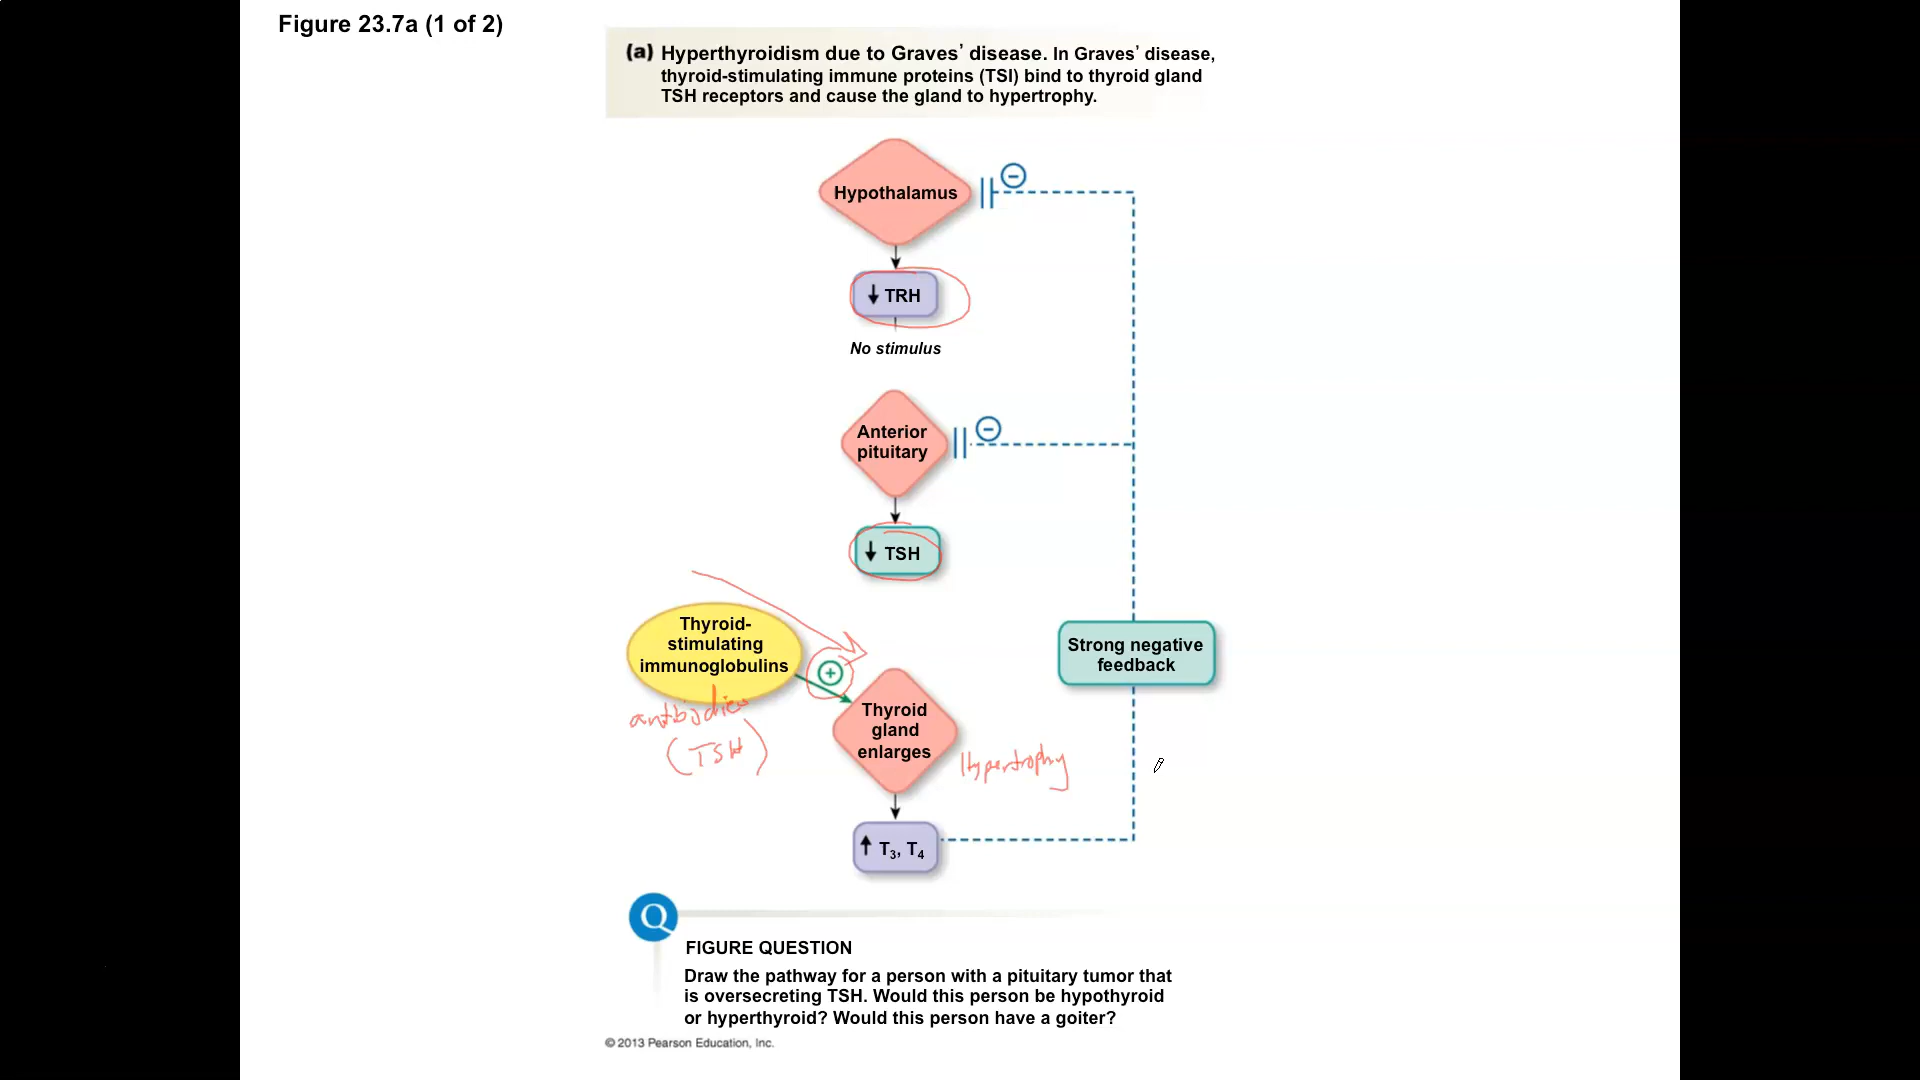 Figure 23.7a (1 of 2)
(a) Hyperthyroidism due to Graves’ disease. In Graves’ disease,
thyroid-stimulating immune proteins (TSI) bind to thyroid gland
TSH receptors and cause the gland to hypertrophy.
Hypothalamus
−
↓ TRH
No stimulus
Anterior
pituitary
−
↓ TSH
Thyroid-
stimulating
immunoglobulins
+
antibodies
(TSH)
Thyroid
gland
enlarges
Hypertrophy
Strong negative
feedback
↑ T3, T4
Q
FIGURE QUESTION
Draw the pathway for a person with a pituitary tumor that
is oversecreting TSH. Would this person be hypothyroid
or hyperthyroid? Would this person have a goiter?
© 2013 Pearson Education, Inc.